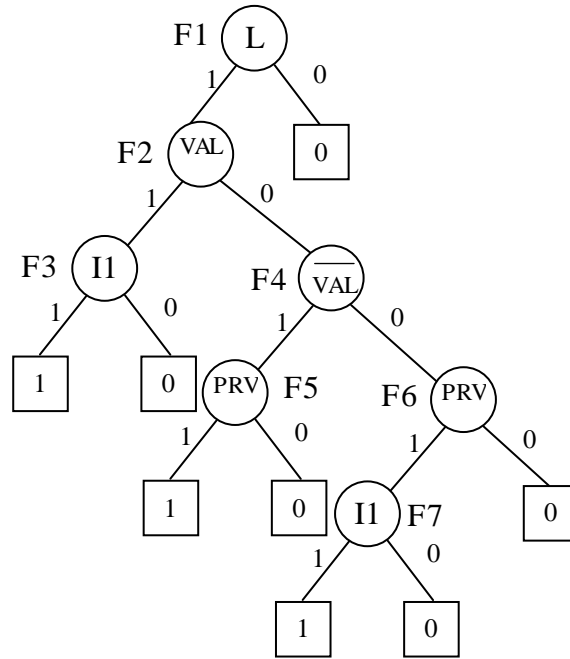 F1 L
1 0
F2 VAL 0
1 0
F3 I1 F4 V̅A̅L̅
1 0 1 0
1 0 PRV F5 F6 PRV
1 0 1 0
1 0 I1 F7 0
1 0
1 0